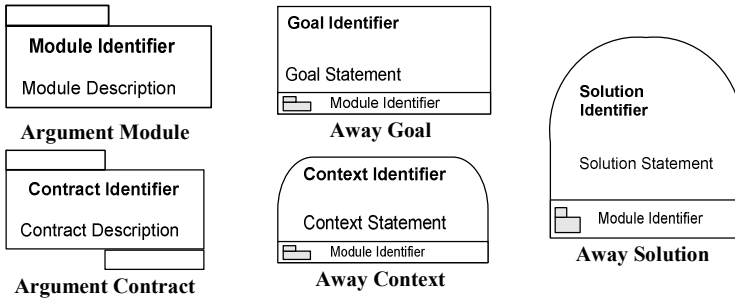 Module Identifier
Module Description
Argument Module
Contract Identifier
Contract Description
Argument Contract
Goal Identifier
Goal Statement
Module Identifier
Away Goal
Context Identifier
Context Statement
Module Identifier
Away Context
Solution
Identifier
Solution Statement
Module Identifier
Away Solution